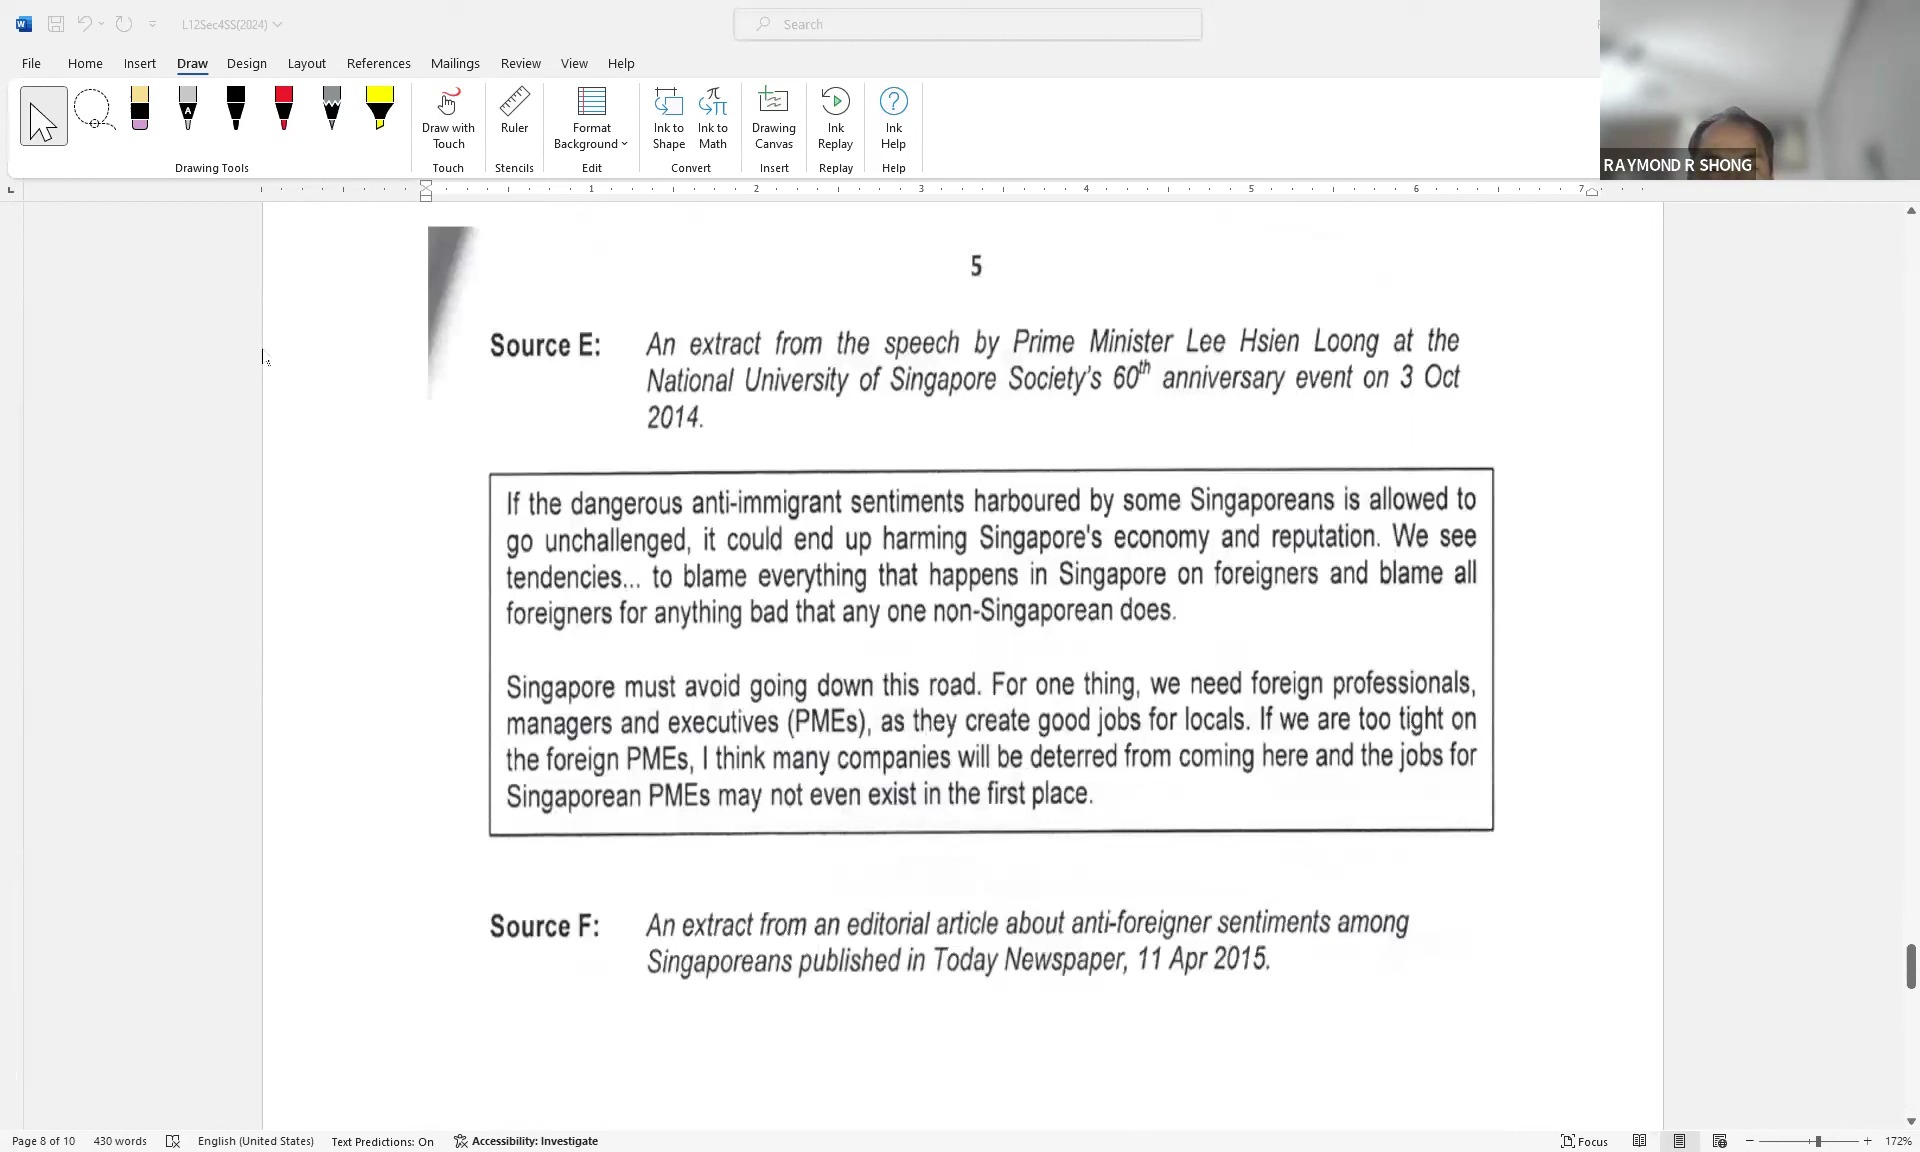 L12Sec4SS(2024)
Search
RAYMOND R SHONG
File Home Insert Draw Design Layout References Mailings Review View Help
A
Draw with Touch
Ruler
Format Background
Ink to Shape
Ink to Math
Drawing Canvas
Ink Replay
Ink Help
Drawing Tools Touch Stencils Edit Convert Insert Replay Help
1 2 3 4 5 6 7
5
Source E: An extract from the speech by Prime Minister Lee Hsien Loong at the
National University of Singapore Society's 60th anniversary event on 3 Oct
2014.
If the dangerous anti-immigrant sentiments harboured by some Singaporeans is allowed to
go unchallenged, it could end up harming Singapore's economy and reputation. We see
tendencies... to blame everything that happens in Singapore on foreigners and blame all
foreigners for anything bad that any one non-Singaporean does.
Singapore must avoid going down this road. For one thing, we need foreign professionals,
managers and executives (PMEs), as they create good jobs for locals. If we are too tight on
the foreign PMEs, I think many companies will be deterred from coming here and the jobs for
Singaporean PMEs may not even exist in the first place.
Source F: An extract from an editorial article about anti-foreigner sentiments among
Singaporeans published in Today Newspaper, 11 Apr 2015.
Page 8 of 10 430 words English (United States) Text Predictions: On Accessibility: Investigate Focus 172%